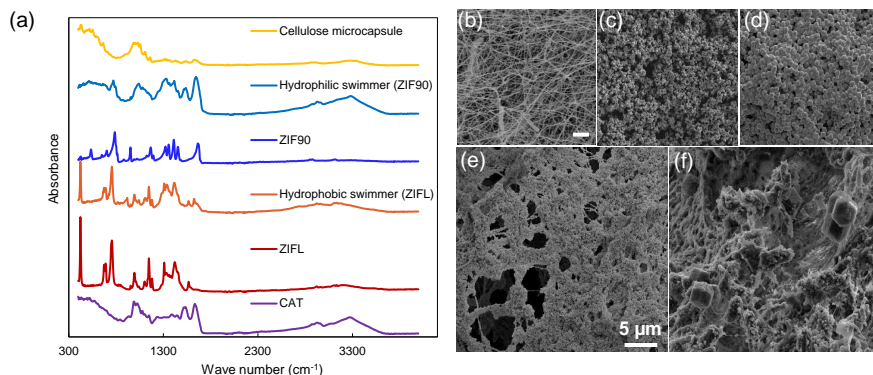 (a)
Absorbance
Cellulose microcapsule
Hydrophilic swimmer (ZIF90)
ZIF90
Hydrophobic swimmer (ZIFL)
ZIFL
CAT
300 1300 2300 3300
Wave number (cm⁻¹)
(b) (c) (d)
(e) (f)
5 µm